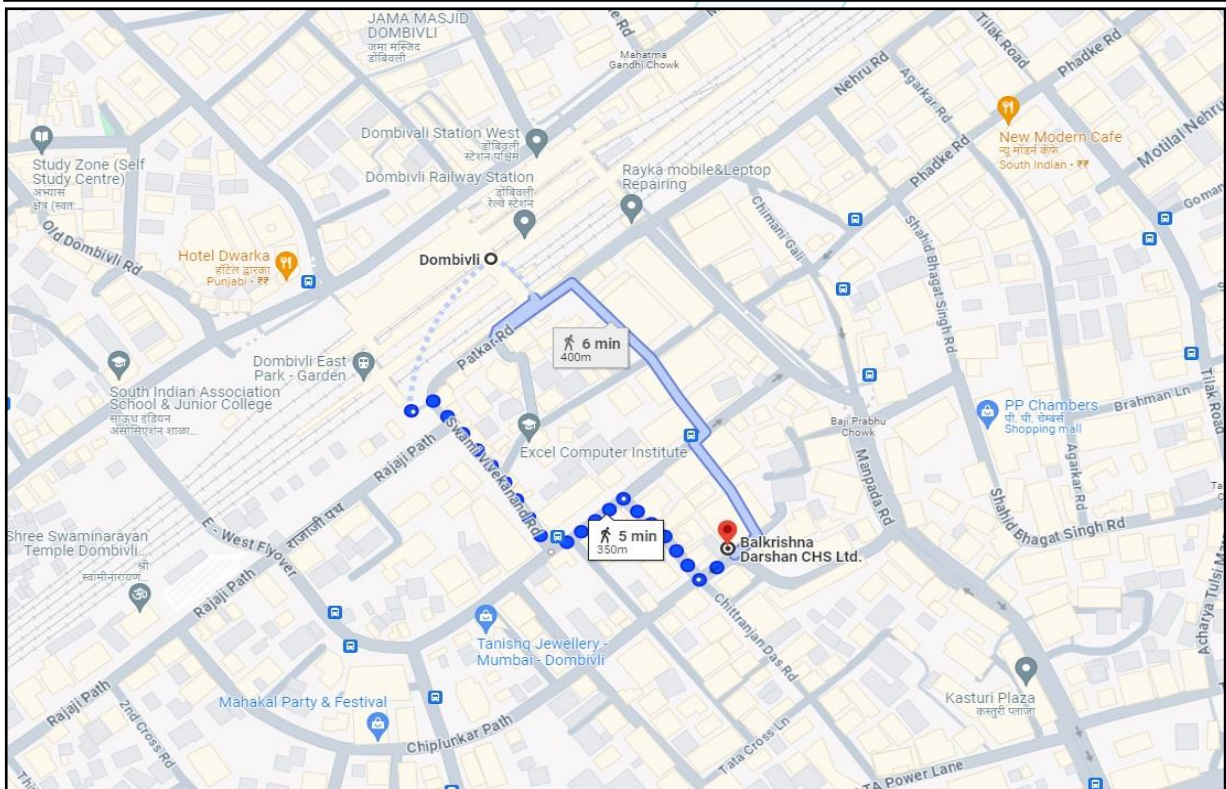 JAMA MASJID
DOMBIVLI
जमा मस्जिद
डोंबिवली
Mahatma
Gandhi Chowk
Nehru Rd
Tilak Road
Agarkar Rd
Phadke Rd
Motilal Nehru
New Modern Cafe
न्यू मॉडर्न कॅफे
South Indian • ₹₹
Study Zone (Self
Study Centre)
अभ्यास
क्षेत्र (स्वत:...
Dombivali Station West
डोंबिवली
स्टेशन पश्चिम
Dombivli Railway Station
डोंबिवली
रेल्वे स्टेशन
Rayka mobile&Leptop
Repairing
Phadke Rd
Chimani Gali
Shahid Bhagat Singh Rd
Old Dombivli Rd
Hotel Dwarka
हॉटेल द्वारका
Punjabi • ₹₹
Dombivli
Patkar Rd
6 min
400m
Dombivli East
Park - Garden
South Indian Association
School & Junior College
साऊथ इंडियन
असोसिएशन शाळा...
Rajaji Path
राजाजी पथ
Swami Vivekanand Rd
Excel Computer Institute
Baji Prabhu
Chowk
PP Chambers
पी. पी. चेम्बर्स
Shopping mall
Brahman Ln
Tilak Road
Agarkar Rd
Manpada Rd
Shahid Bhagat Singh Rd
E - West Flyover
Shree Swaminarayan
Temple Dombivli...
श्री
स्वामीनारायण...
Rajaji Path
5 min
350m
Balkrishna
Darshan CHS Ltd.
Chittranjan Das Rd
Tanishq Jewellery -
Mumbai - Dombivli
Mahakal Party & Festival
Rajaji Path
2nd Cross Rd
Chiplunkar Path
Tata Cross Ln
Kasturi Plaza
कस्तुरी प्लाजा
Acharya Tulsi
TA Power Lane